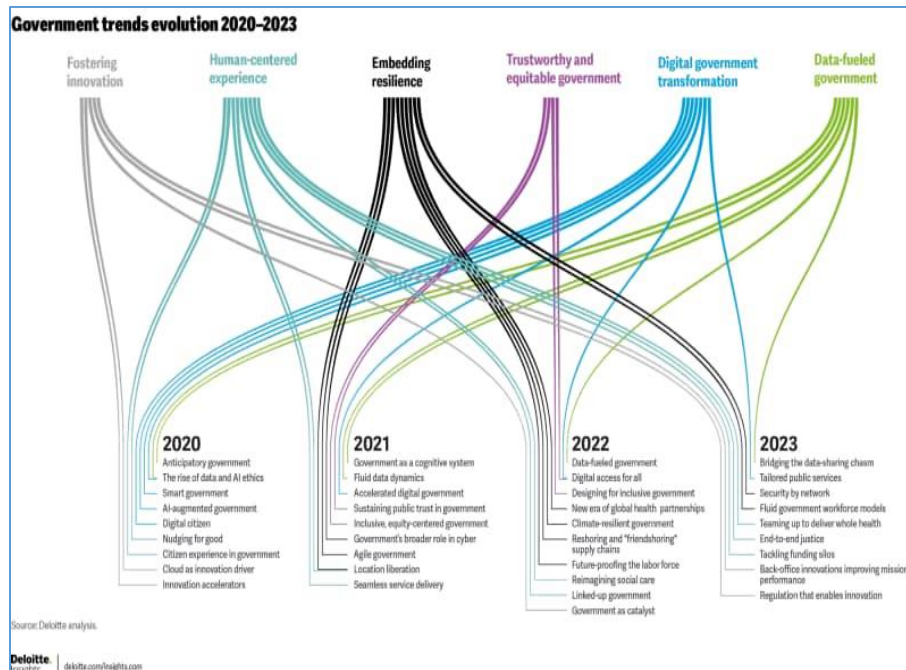 Government trends evolution 2020–2023
Fostering
innovation
Human-centered
experience
Embedding
resilience
Trustworthy and
equitable government
Digital government
transformation
Data-fueled
government
2020
Anticipatory government
The rise of data and AI ethics
Smart government
AI-augmented government
Digital citizen
Nudging for good
Citizen experience in government
Cloud as innovation driver
Innovation accelerators
2021
Government as a cognitive system
Fluid data dynamics
Accelerated digital government
Sustaining public trust in government
Inclusive, equity-centered government
Government's broader role in cyber
Agile government
Location liberation
Seamless service delivery
2022
Data-fueled government
Digital access for all
Designing for inclusive government
New era of global health partnerships
Climate-resilient government
Reshoring and "friendshoring"
supply chains
Future-proofing the labor force
Reimagining social care
Linked-up government
Government as catalyst
2023
Bridging the data-sharing chasm
Tailored public services
Security by network
Fluid government workforce models
Teaming up to deliver whole health
End-to-end justice
Tackling funding silos
Back-office innovations improving mission
performance
Regulation that enables innovation
Source: Deloitte analysis.
Deloitte.
Insights
deloitte.com/insights.com